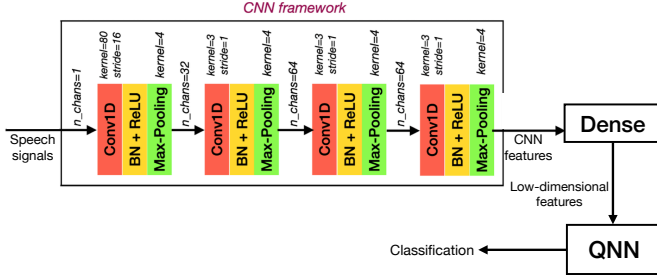 CNN framework
n_chans=1
kernel=80
stride=16
kernel=4
n_chans=32
kernel=3
stride=1
kernel=4
n_chans=64
kernel=3
stride=1
kernel=4
n_chans=64
kernel=3
stride=1
kernel=4
Speech
signals
Conv1D
BN + ReLU
Max-Pooling
Conv1D
BN + ReLU
Max-Pooling
Conv1D
BN + ReLU
Max-Pooling
Conv1D
BN + ReLU
Max-Pooling
CNN
features
Dense
Low-dimensional
features
QNN
Classification